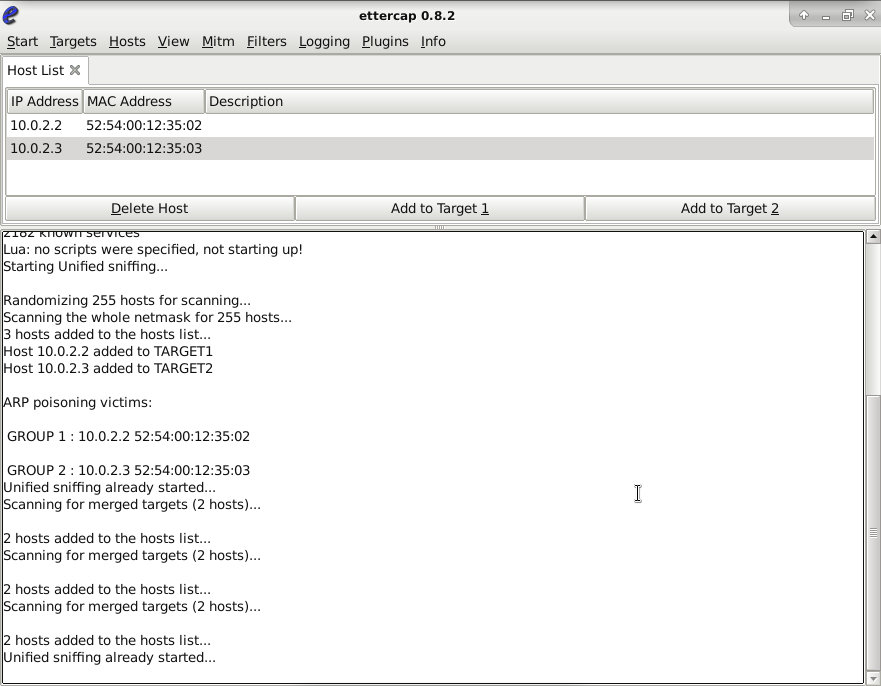 ettercap 0.8.2
Start Targets Hosts View Mitm Filters Logging Plugins Info
Host List
IP Address MAC Address Description
10.0.2.2 52:54:00:12:35:02
10.0.2.3 52:54:00:12:35:03
Delete Host Add to Target 1 Add to Target 2
2182 known services
Lua: no scripts were specified, not starting up!
Starting Unified sniffing...
Randomizing 255 hosts for scanning...
Scanning the whole netmask for 255 hosts...
3 hosts added to the hosts list...
Host 10.0.2.2 added to TARGET1
Host 10.0.2.3 added to TARGET2
ARP poisoning victims:
GROUP 1 : 10.0.2.2 52:54:00:12:35:02
GROUP 2 : 10.0.2.3 52:54:00:12:35:03
Unified sniffing already started...
Scanning for merged targets (2 hosts)...
2 hosts added to the hosts list...
Scanning for merged targets (2 hosts)...
2 hosts added to the hosts list...
Scanning for merged targets (2 hosts)...
2 hosts added to the hosts list...
Unified sniffing already started...